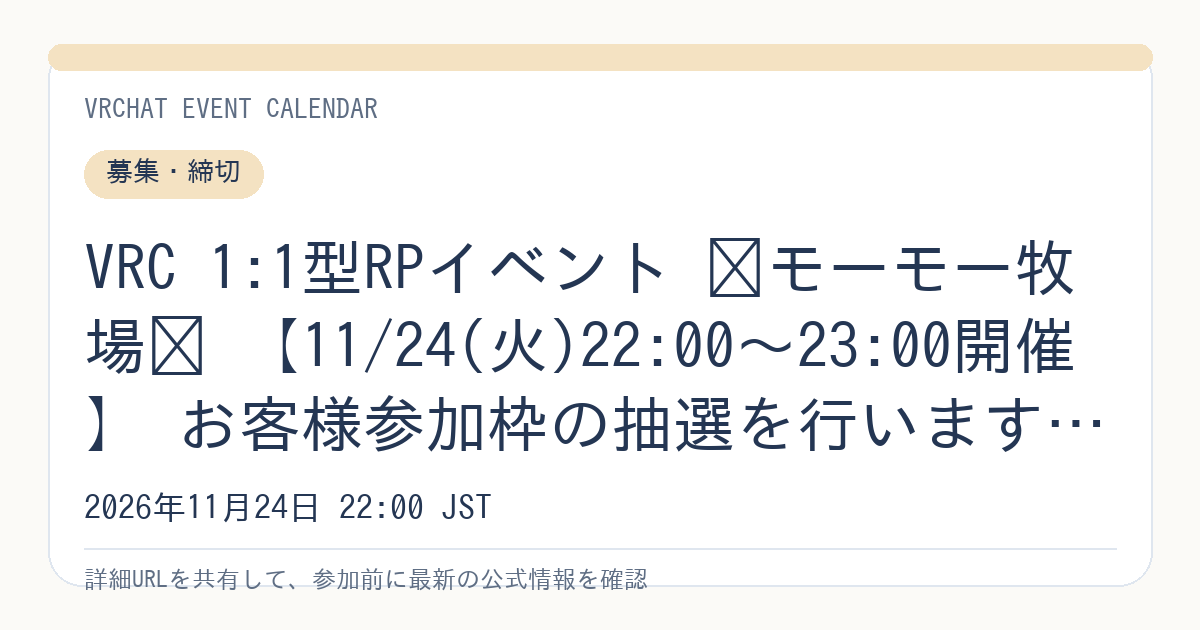 VRCHAT EVENT CALENDAR
募集・締切
VRC 1:1型RPイベント モーモー牧
場 【11/24(火)22:00～23:00開催
】 お客様参加枠の抽選を行います…
2026年11月24日 22:00 JST
詳細URLを共有して、参加前に最新の公式情報を確認